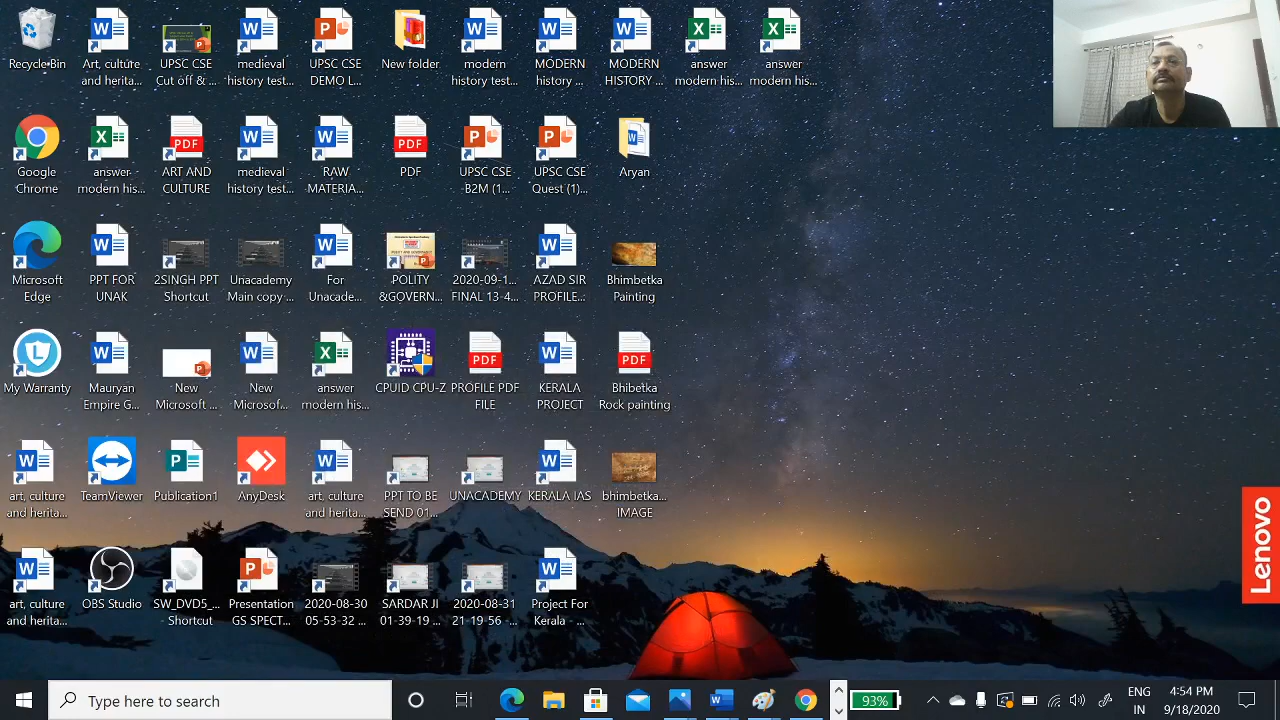 Recycle Bin
Art, culture
and herita...
UPSC CSE
Cut off & ...
medieval
history test...
UPSC CSE
DEMO L...
New folder
modern
history test...
MODERN
history ...
MODERN
HISTORY ...
answer
modern his...
answer
modern his...
Google
Chrome
answer
modern his...
PDF
ART AND
CULTURE
medieval
history test...
RAW
MATERIA...
PDF
PDF
UPSC CSE
B2M (1...
UPSC CSE
Quest (1)...
Aryan
Microsoft
Edge
PPT FOR
UNAK
2SINGH PPT
Shortcut
Unacademy
Main copy ...
For
Unacade...
POLITY
&GOVERN...
2020-09-1...
FINAL 13-4...
AZAD SIR
PROFILE...
Bhimbetka
Painting
My Warranty
Mauryan
Empire G...
New
Microsoft ...
New
Microsof...
answer
modern his...
CPUID CPU-Z
PDF
PROFILE PDF
FILE
KERALA
PROJECT
PDF
Bhibetka
Rock painting
art, culture
and herita...
TeamViewer
Publication1
AnyDesk
art, culture
and herita...
PPT TO BE
SEND 01...
UNACADEMY
KERALA IAS
bhimbetka...
IMAGE
art, culture
and herita...
OBS Studio
SW_DVD5_...
- Shortcut
Presentation
GS SPECT...
2020-08-30
05-53-32 ...
SARDAR JI
01-39-19 ...
2020-08-31
21-19-56 -...
Project For
Kerala - ...
Lenovo
Type here to search
93%
ENG
IN
4:54 PM
9/18/2020